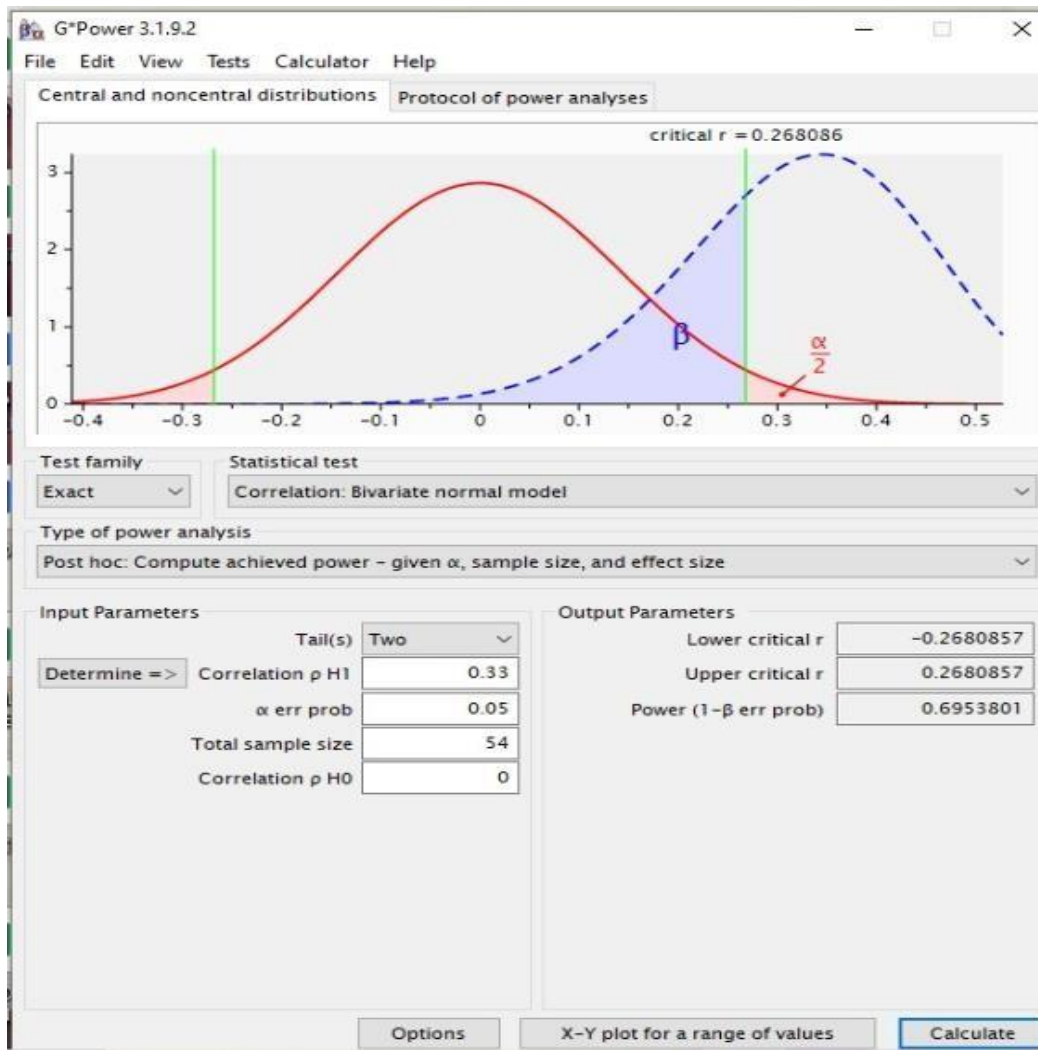 G*Power 3.1.9.2
File Edit View Tests Calculator Help
Central and noncentral distributions Protocol of power analyses
critical r = 0.268086
3
2
1
0
β
α
2
-0.4 -0.3 -0.2 -0.1 0 0.1 0.2 0.3 0.4 0.5
Test family Statistical test
Exact Correlation: Bivariate normal model
Type of power analysis
Post hoc: Compute achieved power – given α, sample size, and effect size
Input Parameters Output Parameters
Tail(s) Two Lower critical r -0.2680857
Determine => Correlation ρ H1 0.33 Upper critical r 0.2680857
α err prob 0.05 Power (1-β err prob) 0.6953801
Total sample size 54
Correlation ρ H0 0
Options X-Y plot for a range of values Calculate